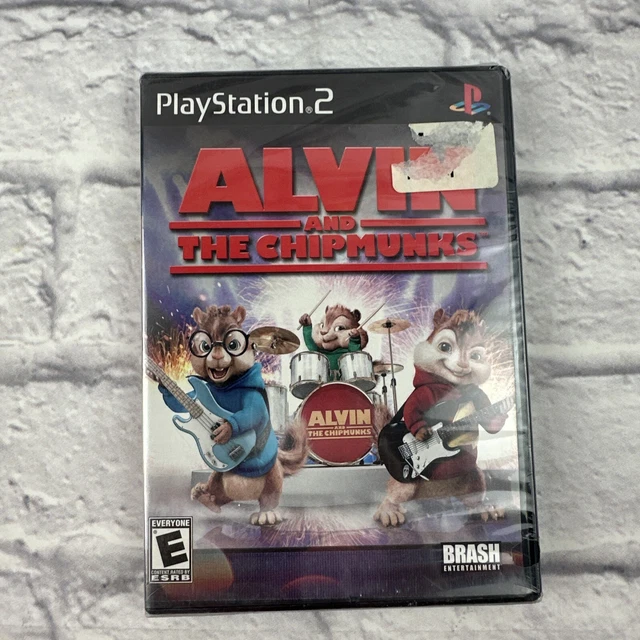 PlayStation.2
ALVIN
AND
THE CHIPMUNKS
ALVIN
AND
THE CHIPMUNKS
EVERYONE
E
CONTENT RATED BY
ESRB
BRASH
ENTERTAINMENT